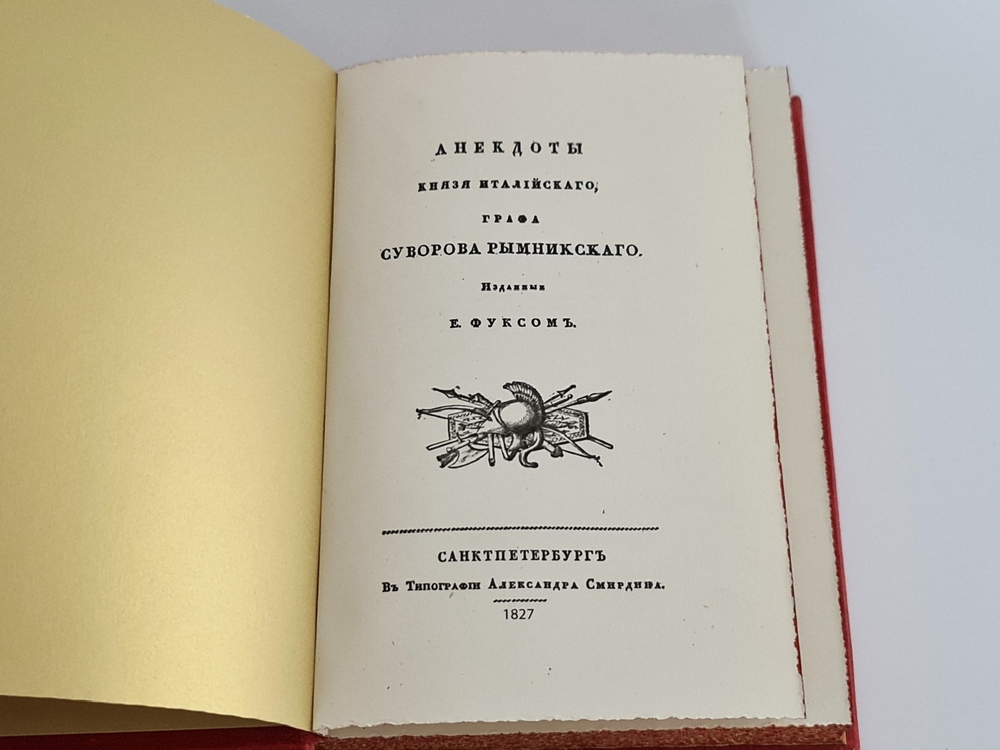 АНЕКДОТЫ
КНЯЗЯ ИТАЛІЙСКАГО,
ГРАФА
СУВОРОВА РЫМНИКСКАГО.
Изданные
Е. ФУКСОМЪ.
САНКТПЕТЕРБУРГЪ
Въ Типографіи Александра Смирдина.
1827